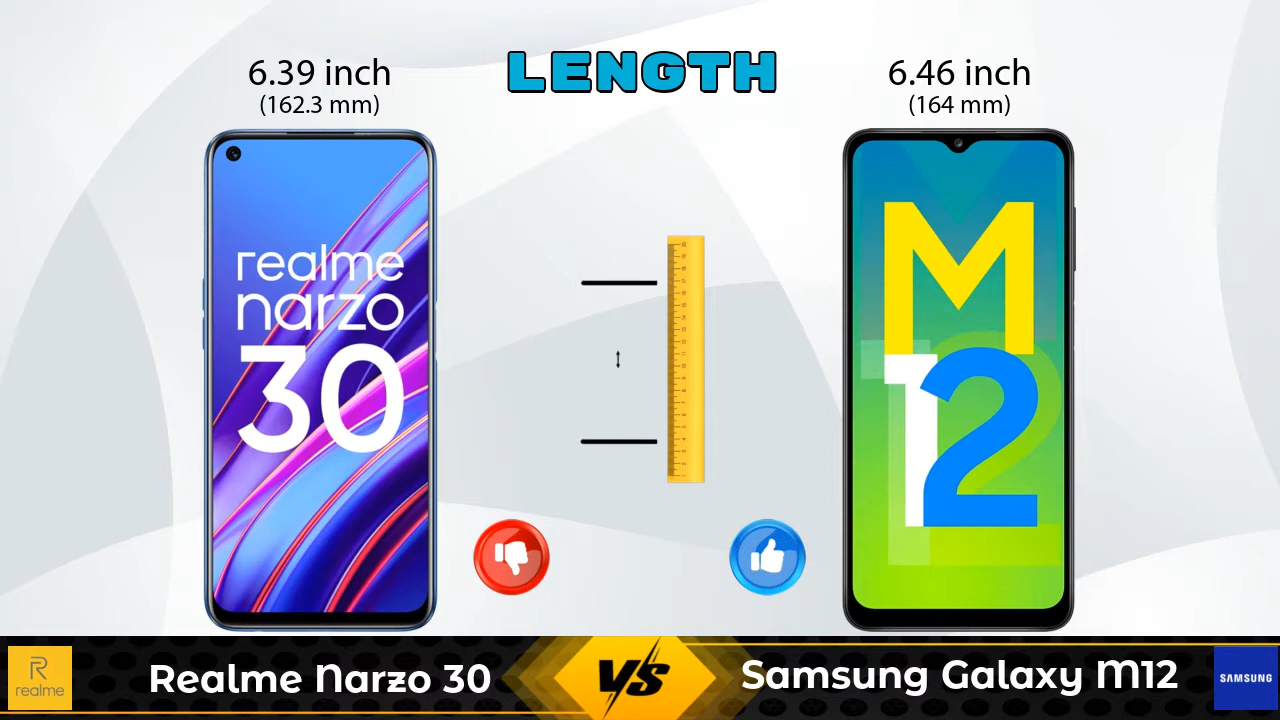 LENGTH
6.39 inch
(162.3 mm)
6.46 inch
(164 mm)
realme
narzo
30
M
12
Realme Narzo 30
VS
Samsung Galaxy M12
R
realme
SAMSUNG